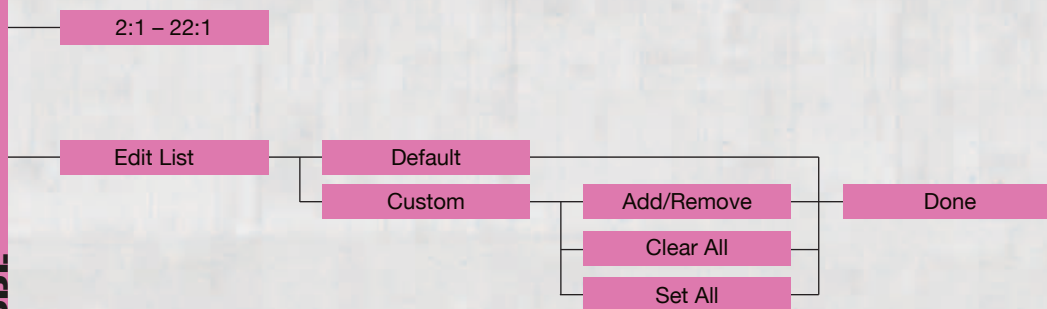 2:1 – 22:1
Edit List
Default
Custom
Add/Remove
Done
Clear All
Set All